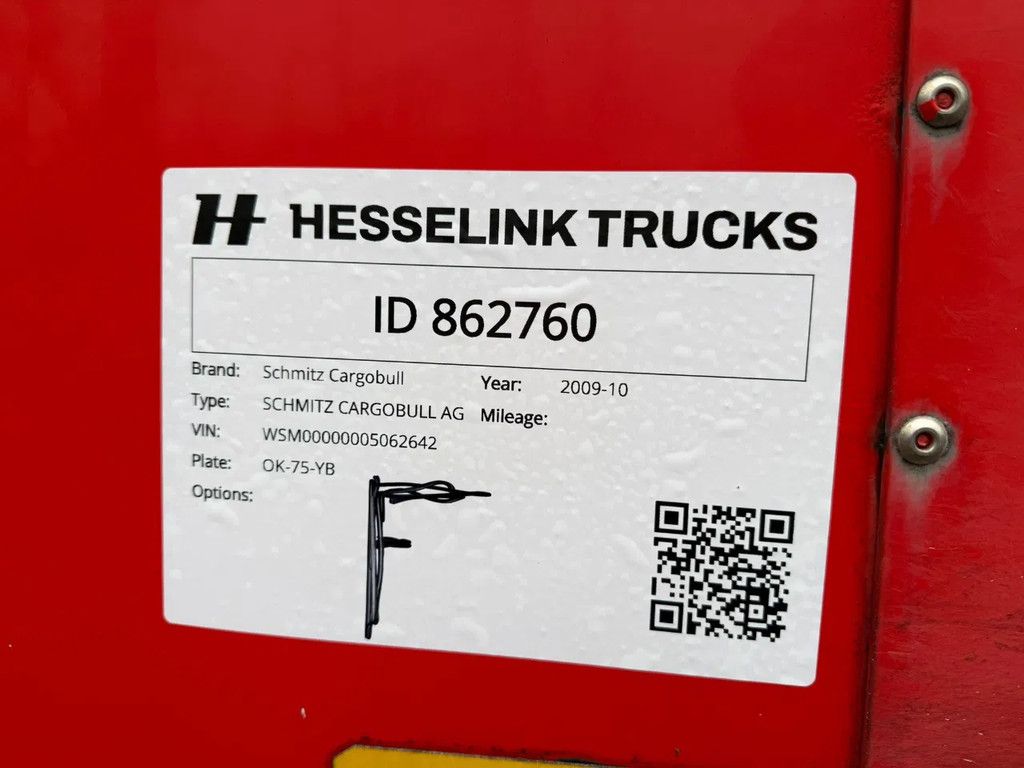 H HESSELINK TRUCKS
ID 862760
Brand: Schmitz Cargobull Year: 2009-10
Type: SCHMITZ CARGOBULL AG Mileage:
VIN: WSM00000005062642
Plate: OK-75-YB
Options:
F